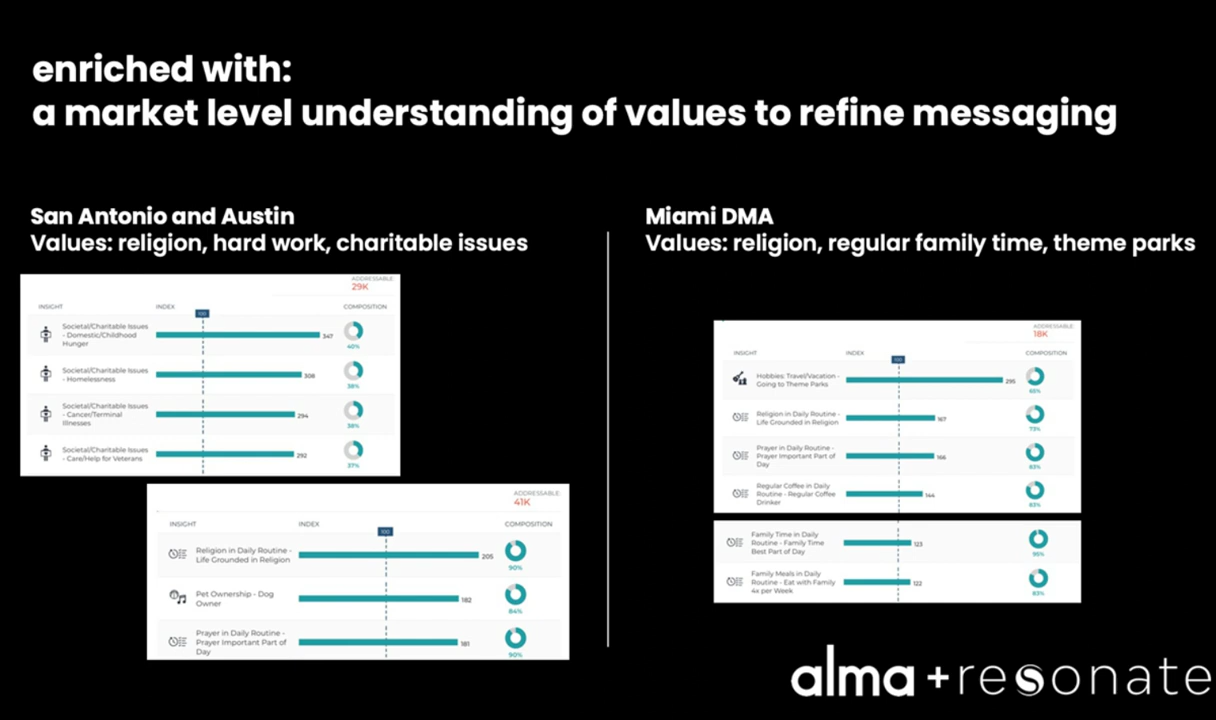 enriched with:
a market level understanding of values to refine messaging
San Antonio and Austin
Values: religion, hard work, charitable issues
ADDRESSABLE:
29K
INSIGHT INDEX COMPOSITION
100
Societal/Charitable Issues
- Domestic/Childhood
Hunger
347
40%
Societal/Charitable Issues
- Homelessness
308
38%
Societal/Charitable Issues
- Cancer/Terminal
Illnesses
294
38%
Societal/Charitable Issues
- Care/Help for Veterans
292
37%
ADDRESSABLE:
41K
INSIGHT INDEX COMPOSITION
100
Religion in Daily Routine -
Life Grounded in Religion
205
90%
Pet Ownership - Dog
Owner
182
84%
Prayer in Daily Routine -
Prayer Important Part of
Day
181
90%
Miami DMA
Values: religion, regular family time, theme parks
ADDRESSABLE:
18K
INSIGHT INDEX COMPOSITION
100
Hobbies: Travel/Vacation -
Going to Theme Parks
295
Religion in Daily Routine -
Life Grounded in Religion
167
73%
Prayer in Daily Routine -
Prayer Important Part of
Day
166
83%
Regular Coffee in Daily
Routine - Regular Coffee
Drinker
144
83%
Family Time in Daily
Routine - Family Time
Best Part of Day
123
Family Meals in Daily
Routine - Eat with Family
4x per Week
122
83%
alma + resonate